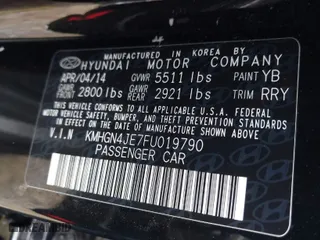 MANUFACTURED IN KOREA BY
HYUNDAI MOTOR COMPANY
APR/04/14 GVWR 5511 lbs PAINT YB
GAWR FRONT 2800 lbs GAWR REAR 2921 lbs TRIM RRY
THIS VEHICLE CONFORMS TO ALL APPLICABLE
FEDERAL MOTOR VEHICLE SAFETY, BUMPER, AND
THEFT PREVENTION STANDARDS IN EFFECT ON
THE DATE OF MANUFACTURE SHOWN ABOVE.
V.I.N KMHGN4JE7FU019790
PASSENGER CAR